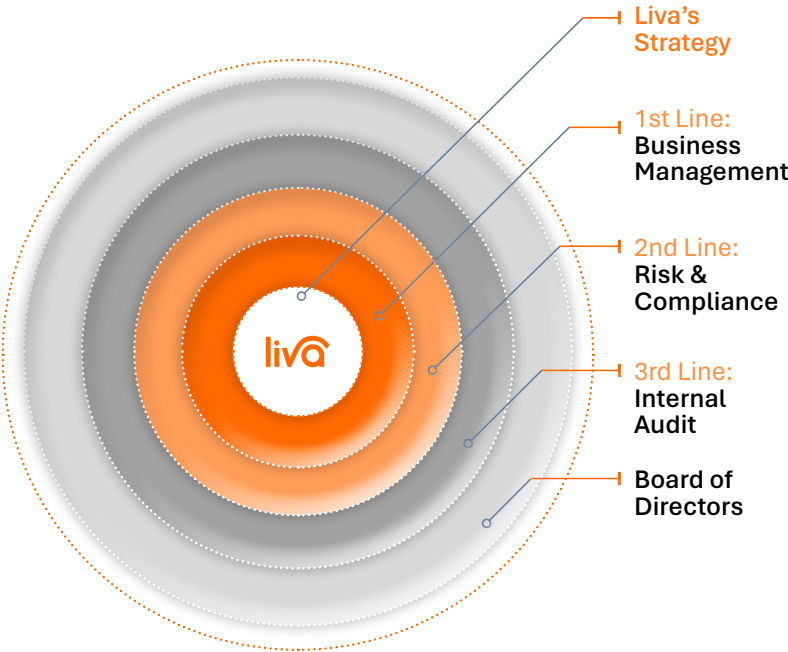 Liva's
Strategy
1st Line:
Business
Management
2nd Line:
Risk &
Compliance
liva
3rd Line:
Internal
Audit
Board of
Directors